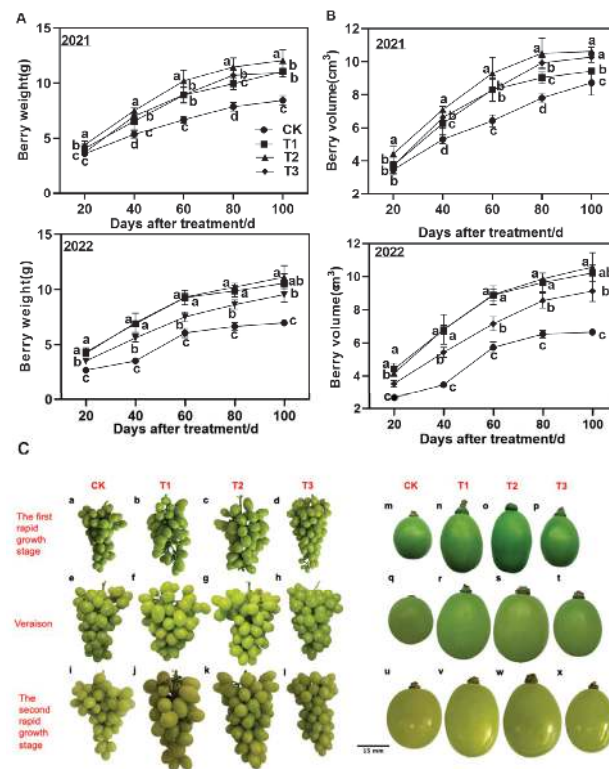 A
2021
Berry weight(g)
15
10
5
0
a a a a a
b b b b b
b b b b b
c c d c c c
CK
T1
T2
T3
20 40 60 80 100
Days after treatment/d
B
2021
Berry volume(cm³)
12
10
8
6
4
2
a a a a a
b b b b a
b c b c b
b d c d c
20 40 60 80 100
Days after treatment/d
2022
Berry weight(g)
15
10
5
0
a a a a a
a a a ab
b b b b b
c c c c c
20 40 60 80 100
Days after treatment/d
2022
Berry volume(cm³)
12
10
8
6
4
2
a a a a a
b a a a ab
b b b b
c c c c c
20 40 60 80 100
Days after treatment/d
C
CK T1 T2 T3
CK T1 T2 T3
The first
rapid
growth
stage
a b c d
m n o p
Veraison
e f g h
q r s t
The second
rapid
growth
stage
i j k l
u v w x
15 mm